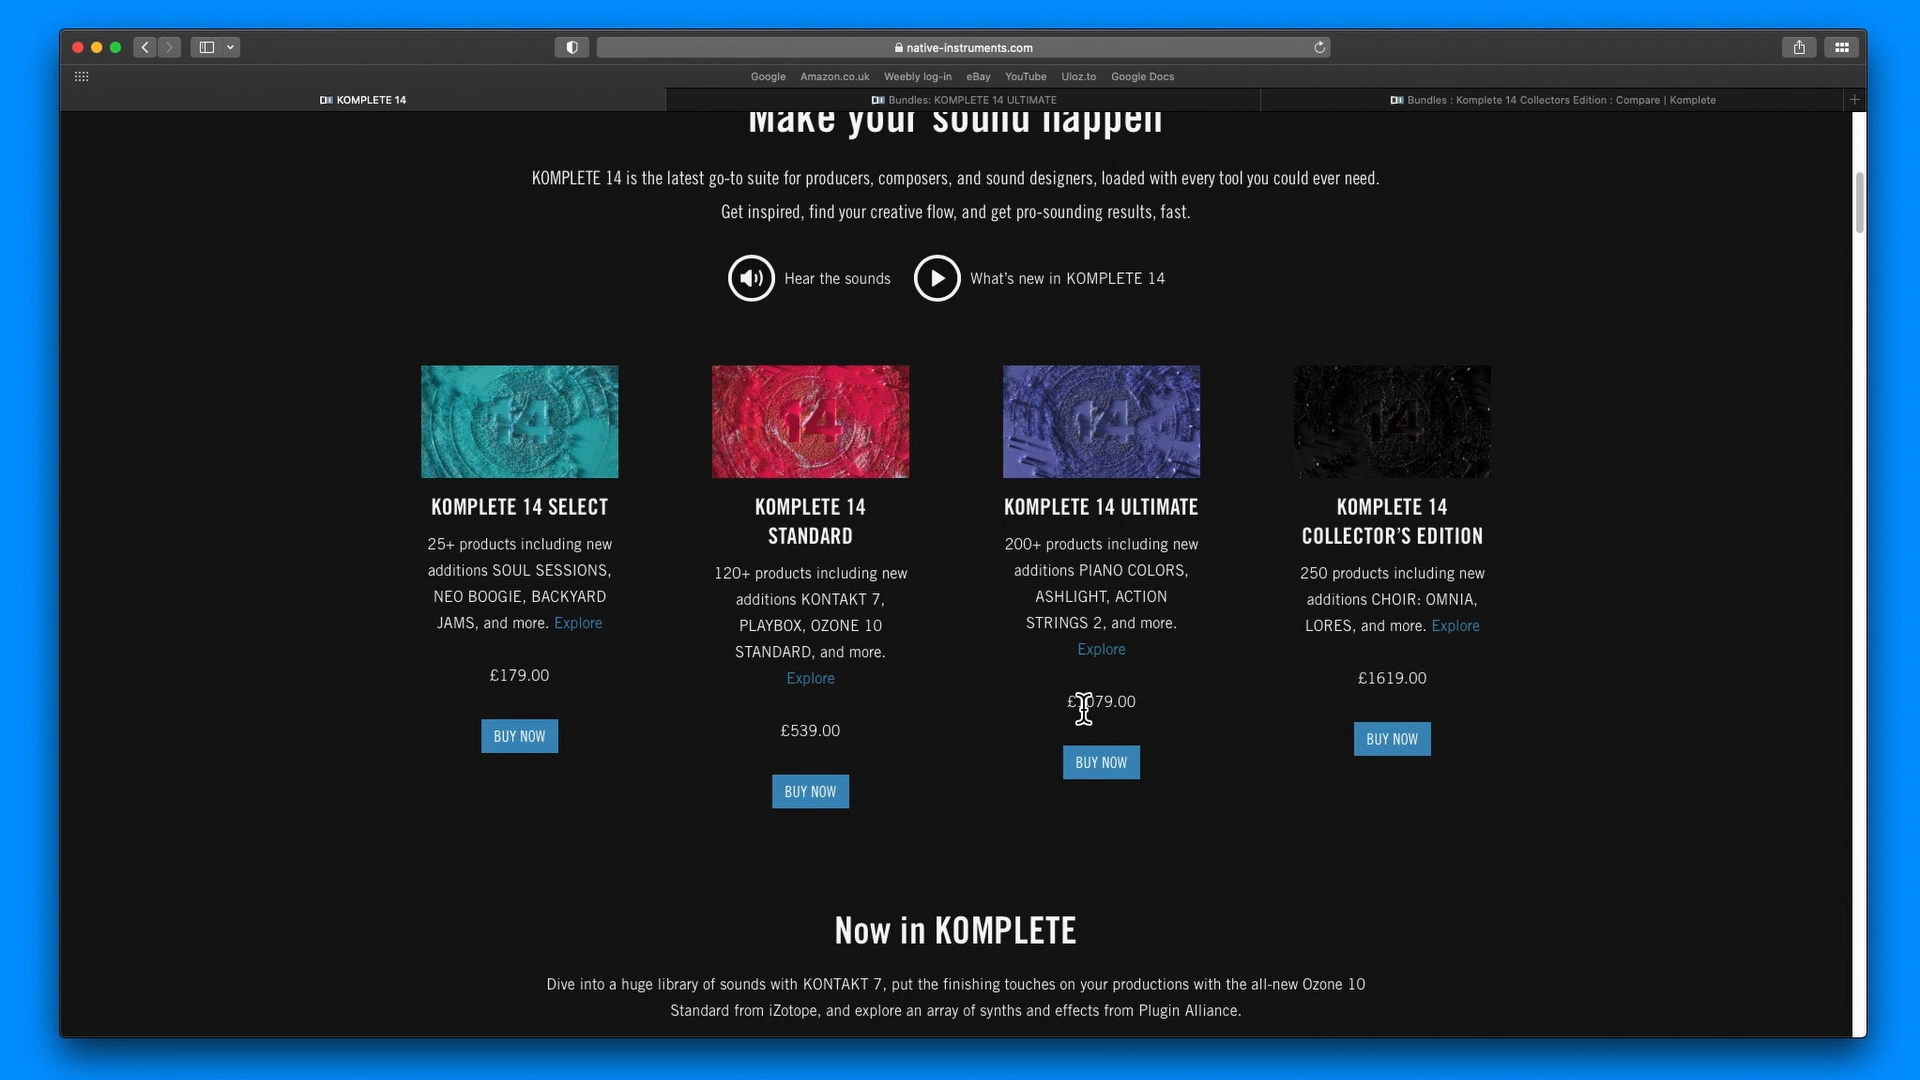 native-instruments.com
Google Amazon.co.uk Weebly log-in eBay YouTube Uloz.to Google Docs
KOMPLETE 14
Bundles: KOMPLETE 14 ULTIMATE
Bundles : Komplete 14 Collectors Edition : Compare | Komplete
Make your sound happen
KOMPLETE 14 is the latest go-to suite for producers, composers, and sound designers, loaded with every tool you could ever need.
Get inspired, find your creative flow, and get pro-sounding results, fast.
Hear the sounds
What's new in KOMPLETE 14
14
KOMPLETE 14 SELECT
25+ products including new
additions SOUL SESSIONS,
NEO BOOGIE, BACKYARD
JAMS, and more. Explore
£179.00
BUY NOW
14
KOMPLETE 14
STANDARD
120+ products including new
additions KONTAKT 7,
PLAYBOX, OZONE 10
STANDARD, and more.
Explore
£539.00
BUY NOW
14
KOMPLETE 14 ULTIMATE
200+ products including new
additions PIANO COLORS,
ASHLIGHT, ACTION
STRINGS 2, and more.
Explore
BUY NOW
14
KOMPLETE 14
COLLECTOR'S EDITION
250 products including new
additions CHOIR: OMNIA,
LORES, and more. Explore
£1619.00
BUY NOW
Now in KOMPLETE
Dive into a huge library of sounds with KONTAKT 7, put the finishing touches on your productions with the all-new Ozone 10
Standard from iZotope, and explore an array of synths and effects from Plugin Alliance.